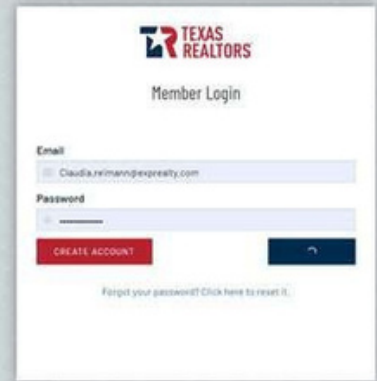 TEXAS
REALTORS
Member Login
Email
Claudia.reimann@exprealty.com
Password
CREATE ACCOUNT
Forgot your password? Click here to reset it.